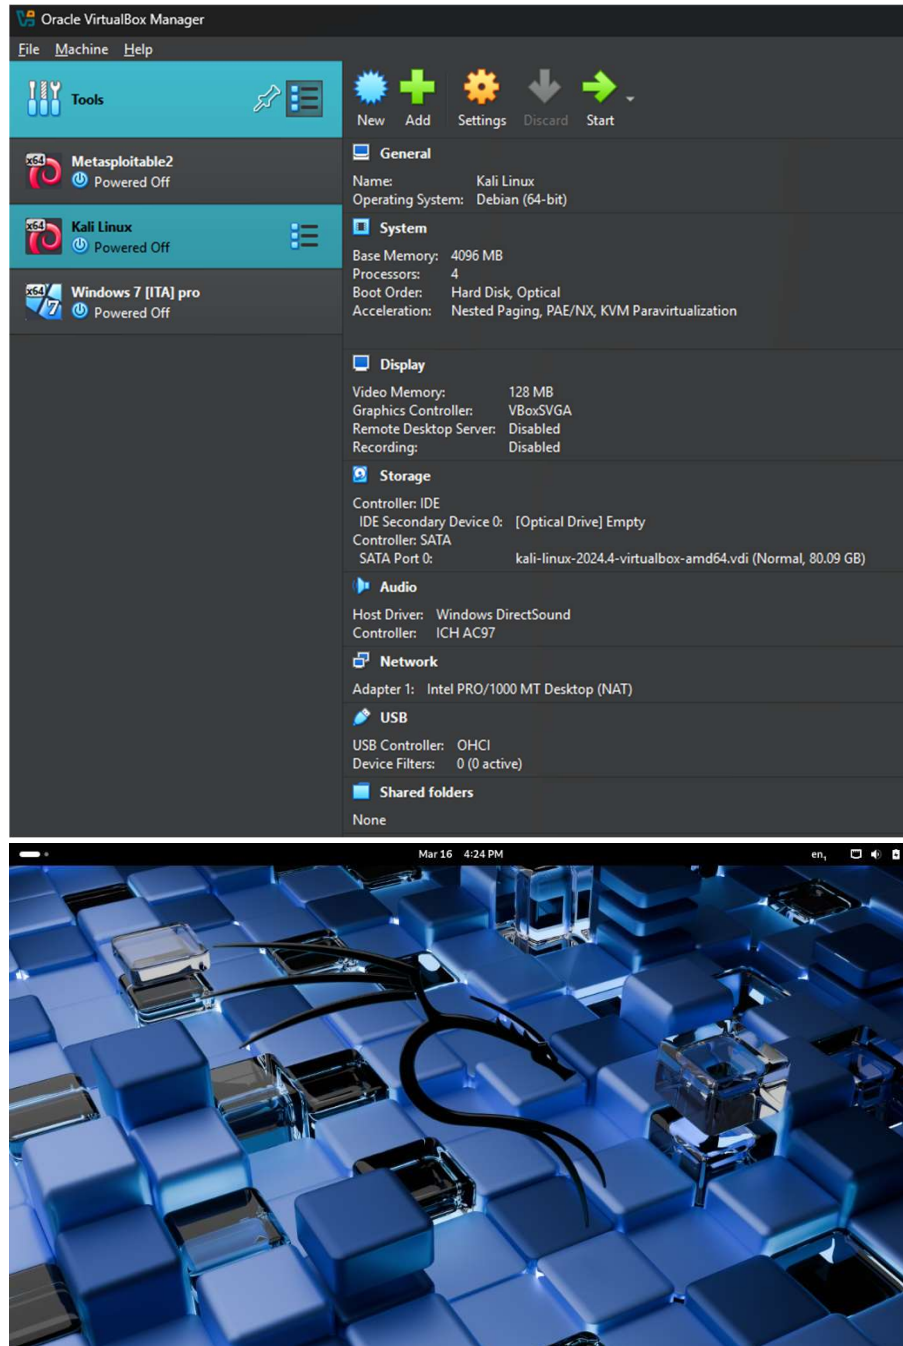 Oracle VirtualBox Manager
File Machine Help
Tools
New Add Settings Discard Start
x64
Metasploitable2
Powered Off
x64
Kali Linux
Powered Off
x64
7
Windows 7 [ITA] pro
Powered Off
General
Name: Kali Linux
Operating System: Debian (64-bit)
System
Base Memory: 4096 MB
Processors: 4
Boot Order: Hard Disk, Optical
Acceleration: Nested Paging, PAE/NX, KVM Paravirtualization
Display
Video Memory: 128 MB
Graphics Controller: VBoxSVGA
Remote Desktop Server: Disabled
Recording: Disabled
Storage
Controller: IDE
IDE Secondary Device 0: [Optical Drive] Empty
Controller: SATA
SATA Port 0: kali-linux-2024.4-virtualbox-amd64.vdi (Normal, 80.09 GB)
Audio
Host Driver: Windows DirectSound
Controller: ICH AC97
Network
Adapter 1: Intel PRO/1000 MT Desktop (NAT)
USB
USB Controller: OHCI
Device Filters: 0 (0 active)
Shared folders
None
Mar 16 4:24 PM
en,